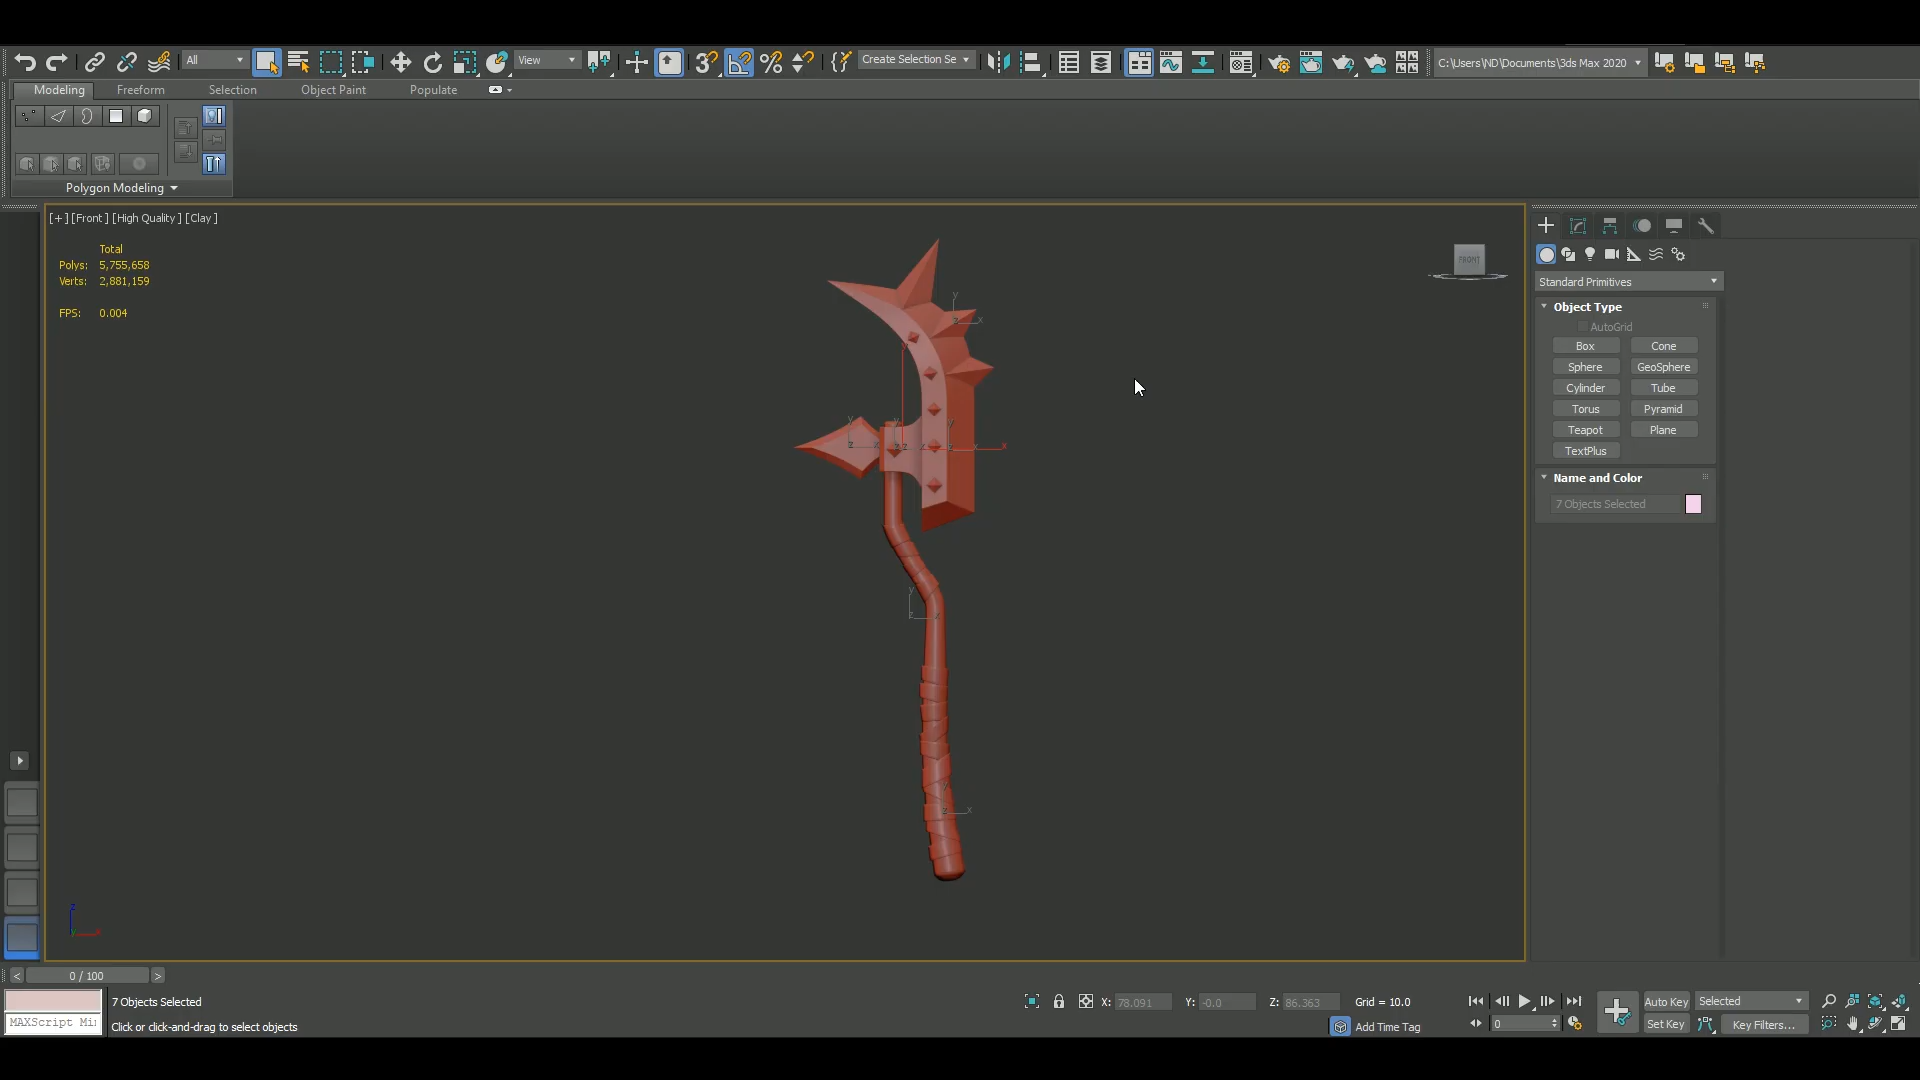 All
View
3
Create Selection Se
C:\Users\ND\Documents\3ds Max 2020
Modeling
Freeform
Selection
Object Paint
Populate
Polygon Modeling
[+] [Front ] [High Quality ] [Clay ]
Total
Polys: 5,755,658
Verts: 2,881,159
FPS: 0.004
FRONT
Standard Primitives
Object Type
AutoGrid
Box
Cone
Sphere
GeoSphere
Cylinder
Tube
Torus
Pyramid
Teapot
Plane
TextPlus
Name and Color
7 Objects Selected
0 / 100
7 Objects Selected
MAXScript Mi
Click or click-and-drag to select objects
X: 78.091
Y: -0.0
Z: 86.363
Grid = 10.0
Add Time Tag
0
Auto Key
Selected
Set Key
Key Filters...